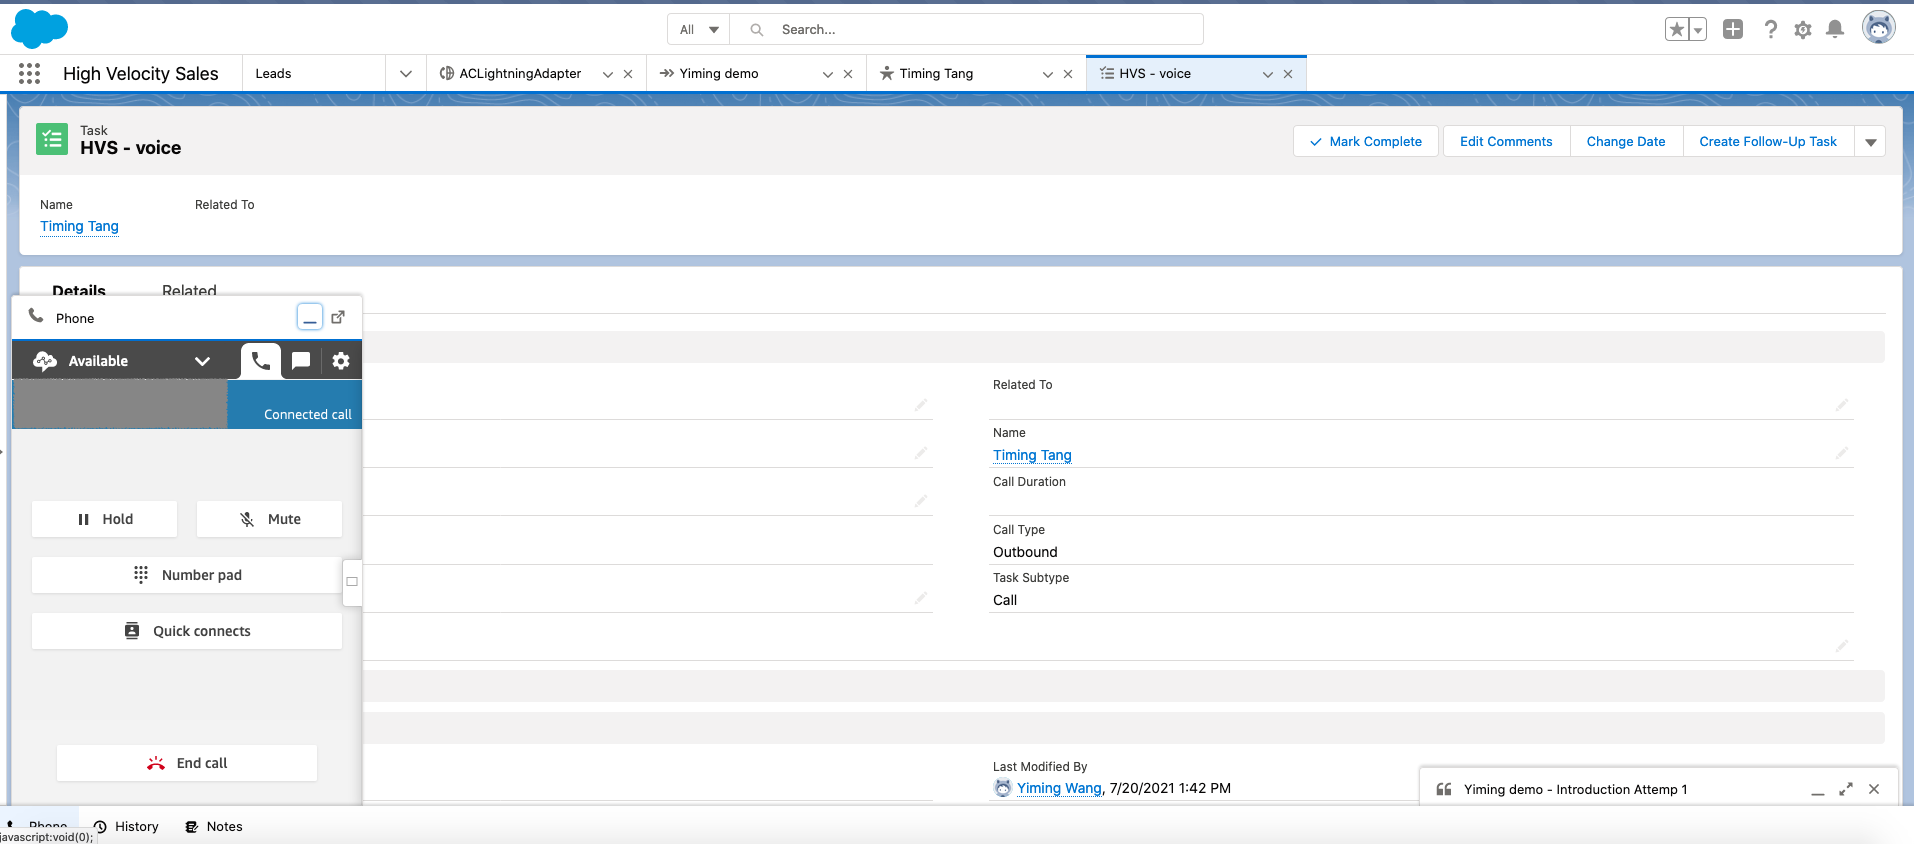 All
Search...
High Velocity Sales
Leads
ACLightningAdapter
Yiming demo
Timing Tang
HVS - voice
Task
HVS - voice
Mark Complete
Edit Comments
Change Date
Create Follow-Up Task
Name
Related To
Timing Tang
Details
Related
Phone
Available
Connected call
Hold
Mute
Number pad
Quick connects
End call
Related To
Name
Timing Tang
Call Duration
Call Type
Outbound
Task Subtype
Call
Last Modified By
Yiming Wang, 7/20/2021 1:42 PM
Yiming demo - Introduction Attemp 1
Phone
History
Notes
javascript:void(0);